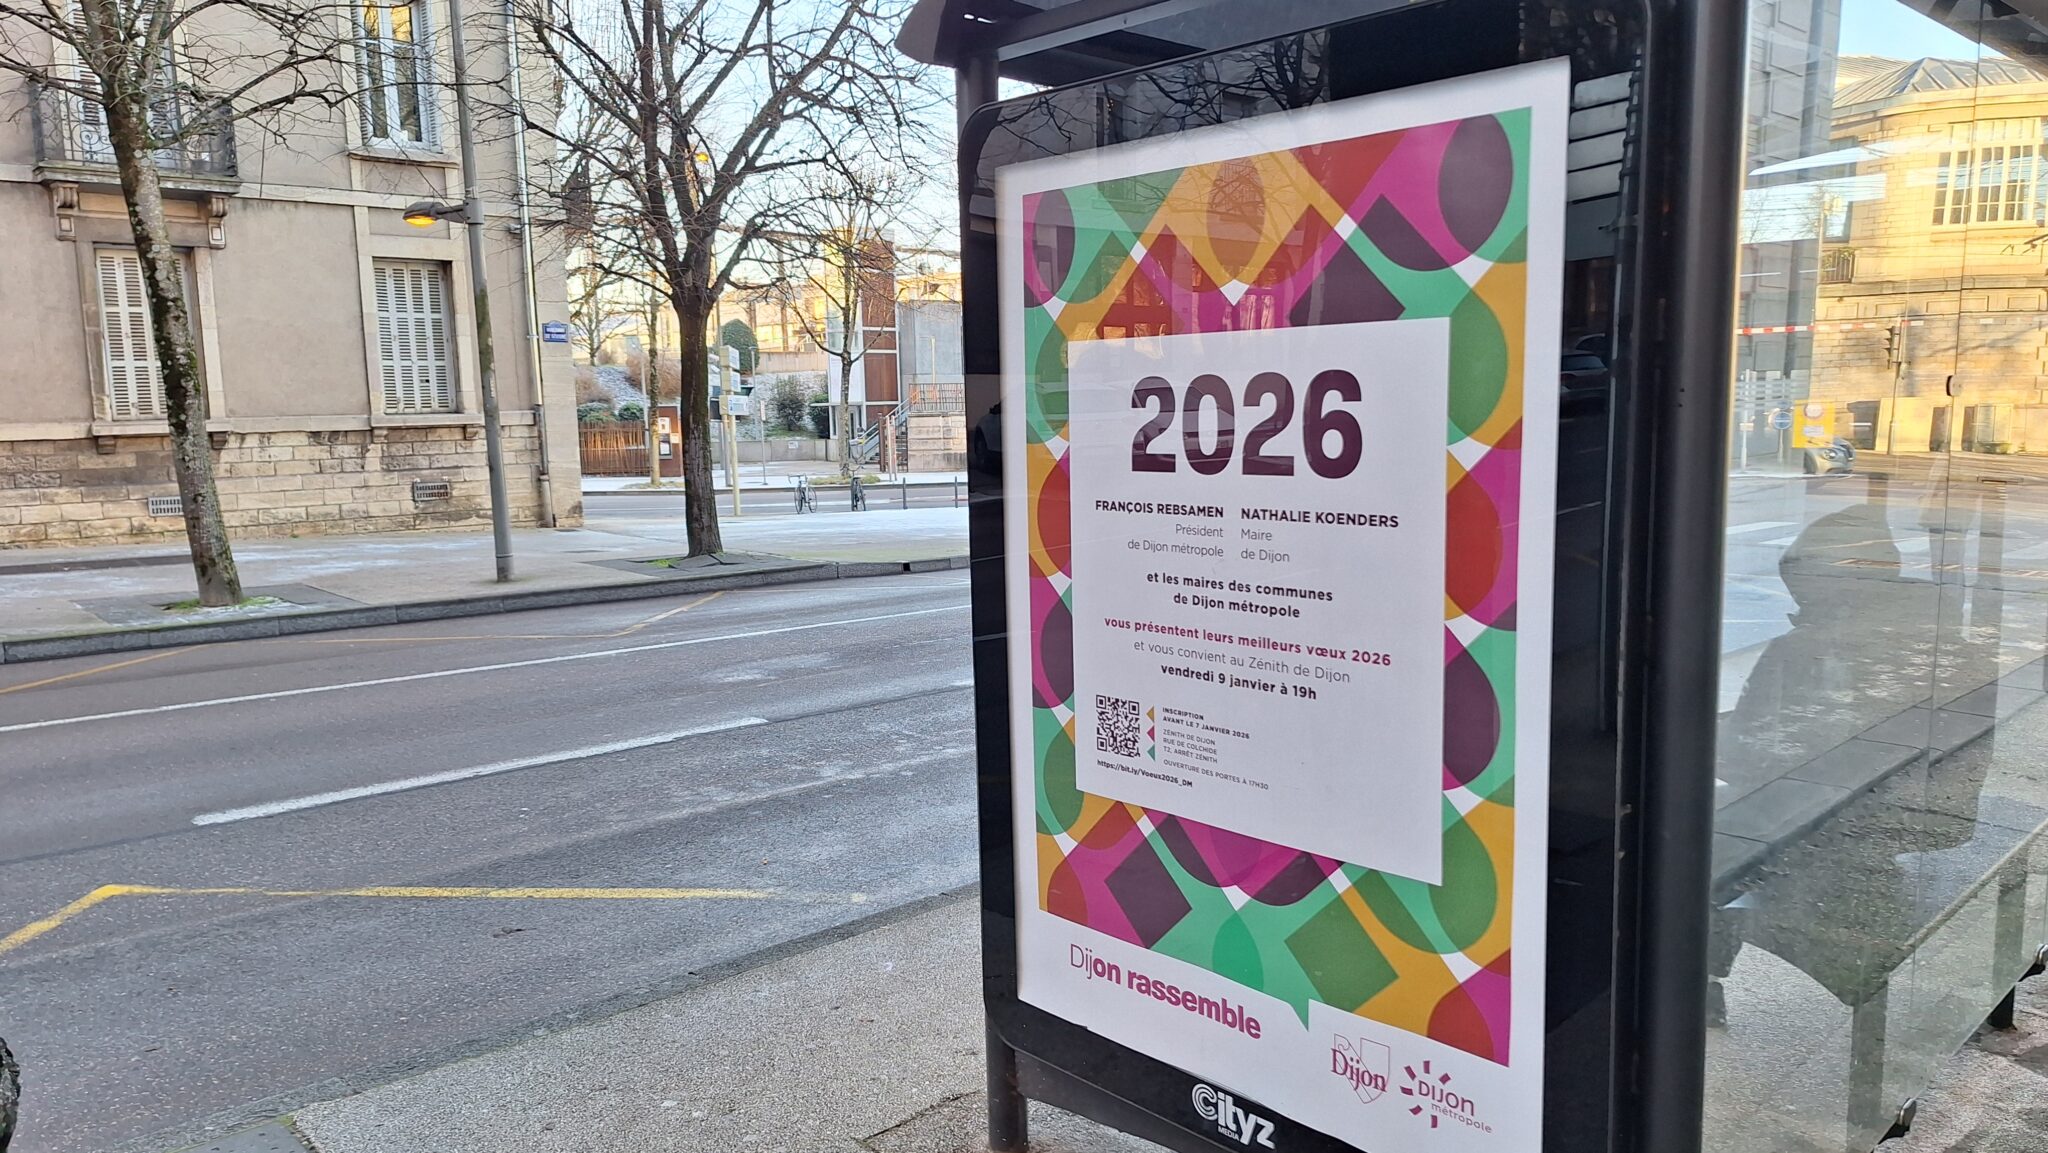 2026
FRANÇOIS REBSAMEN
Président
de Dijon métropole
NATHALIE KOENDERS
Maire
de Dijon
et les maires des communes
de Dijon métropole
vous présentent leurs meilleurs vœux 2026
et vous convient au Zénith de Dijon
vendredi 9 janvier à 19h
INSCRIPTION
AVANT LE 7 JANVIER 2026
ZÉNITH DE DIJON
RUE DE COLCHIDE
T2, ARRÊT ZÉNITH
OUVERTURE DES PORTES À 17H30
https://bit.ly/Voeux2026_DM
Dijon rassemble
Dijon
DIJON
métropole
Cityz
MEDIA